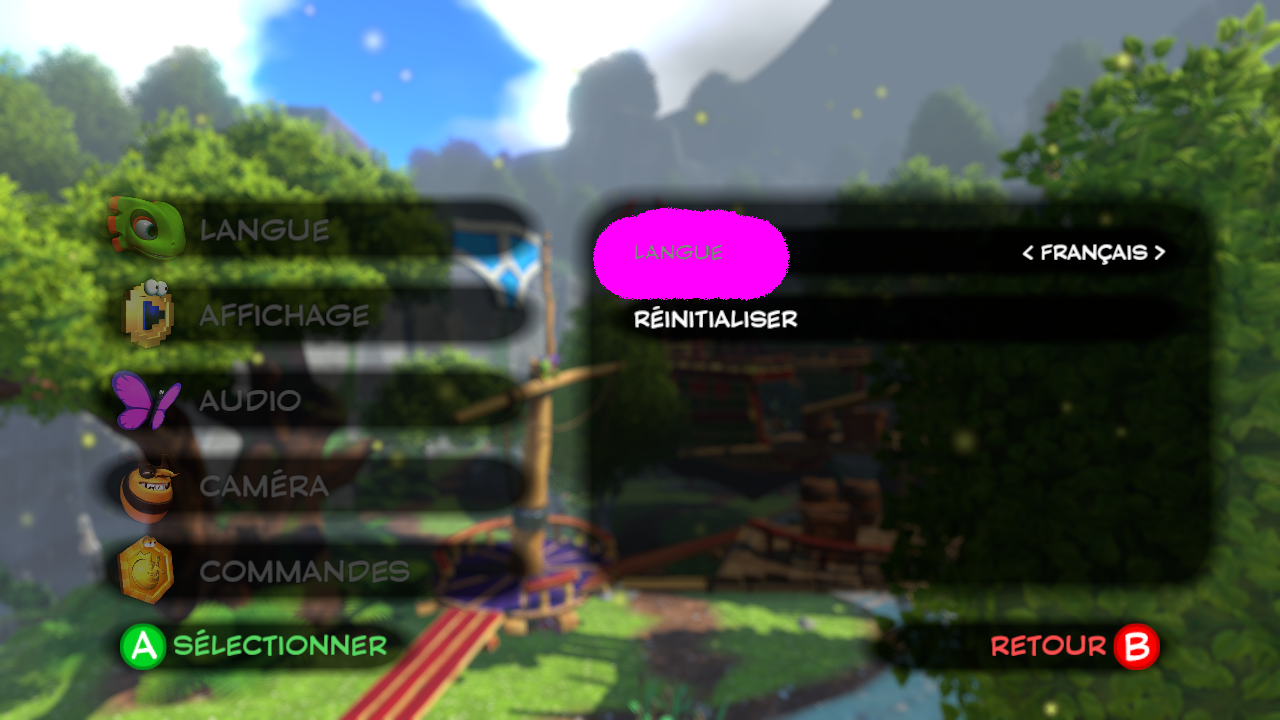 LANGUE
AFFICHAGE
AUDIO
CAMÉRA
COMMANDES
LANGUE
< FRANÇAIS >
RÉINITIALISER
A SÉLECTIONNER
RETOUR B